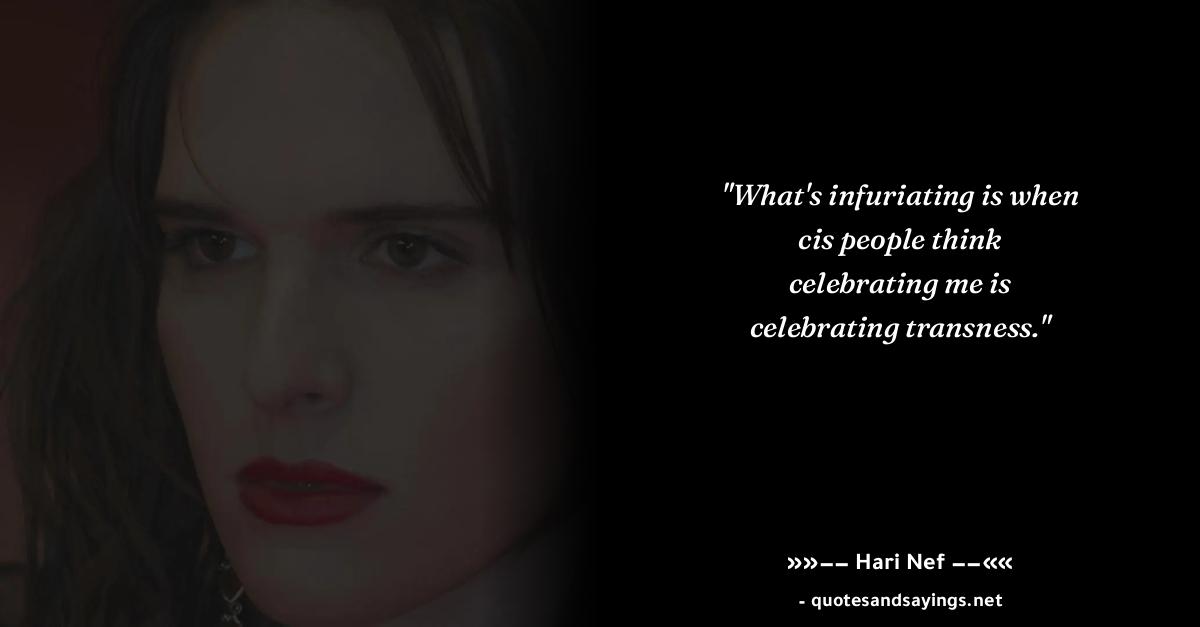 "What's infuriating is when
cis people think
celebrating me is
celebrating transness."
»»–– Hari Nef ––««
- quotesandsayings.net